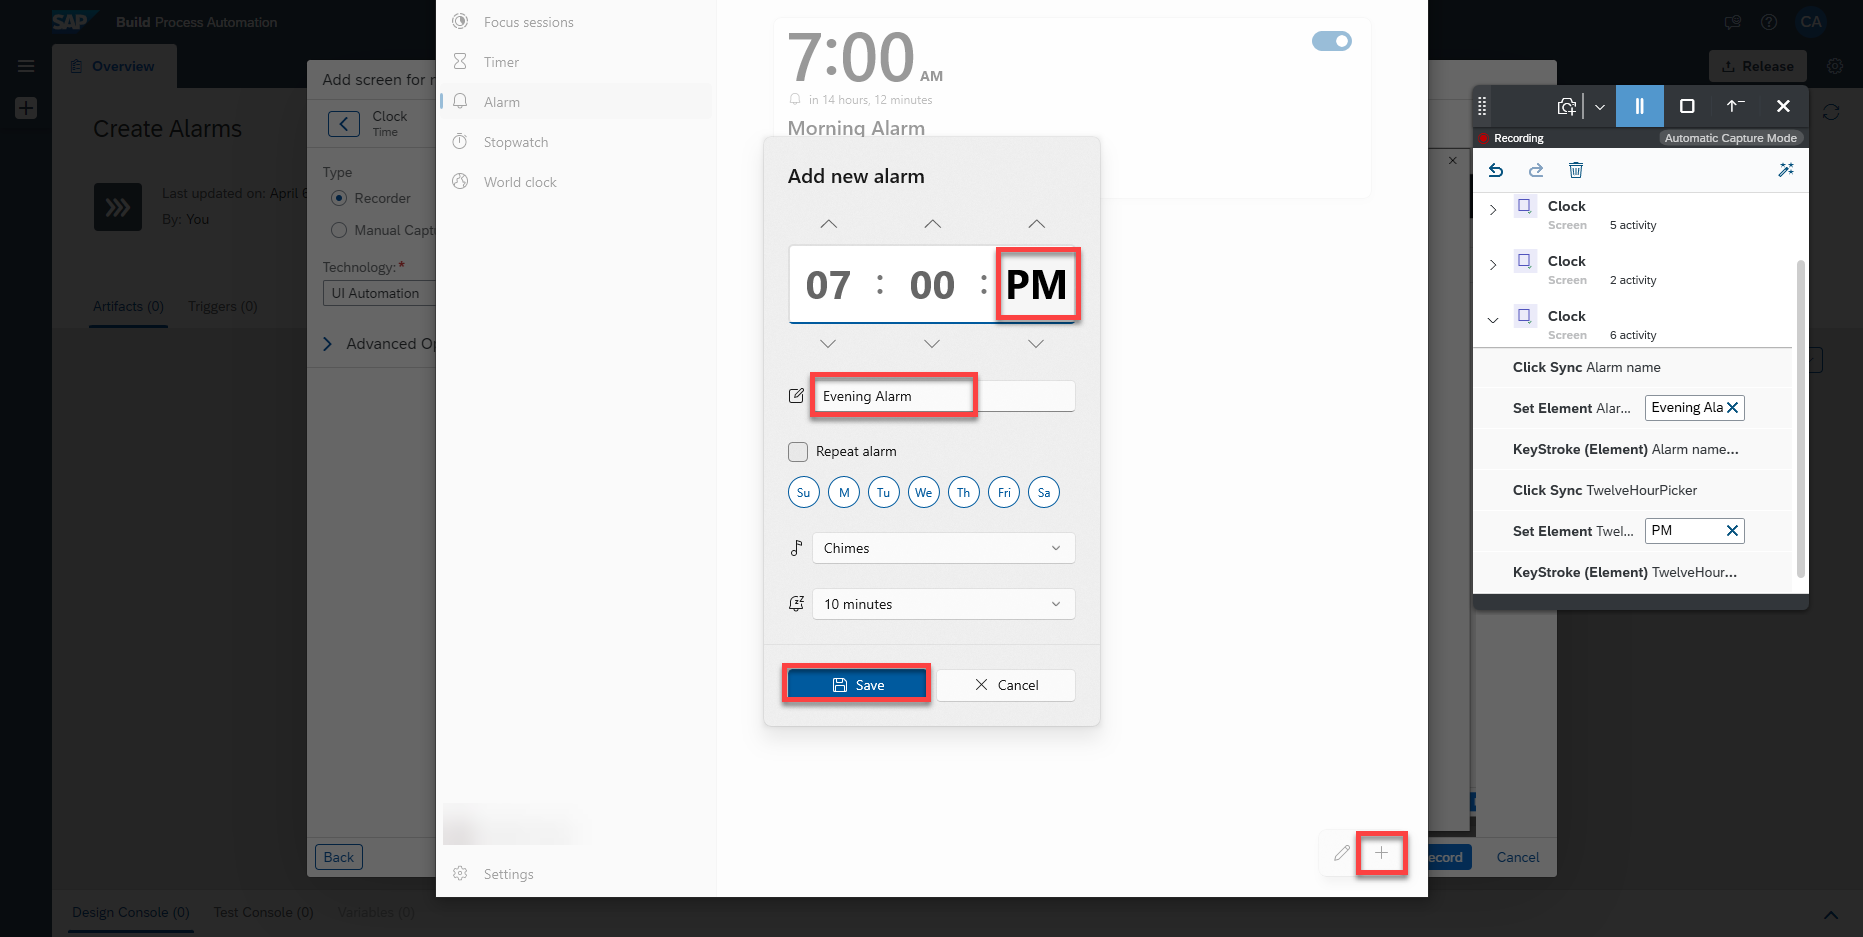 SAP Build Process Automation
CA
Overview
Release
Create Alarms
Last updated on: April 6
By: You
Artifacts (0) Triggers (0)
Add screen for
Clock
Time
Type
Recorder
Manual Capt
Technology:*
UI Automation
Advanced Op
Back
ecord
Cancel
Focus sessions
Timer
Alarm
Stopwatch
World clock
Settings
7:00 AM
in 14 hours, 12 minutes
Morning Alarm
Add new alarm
07 : 00 : PM
Evening Alarm
Repeat alarm
Su M Tu We Th Fri Sa
Chimes
10 minutes
Save
Cancel
Recording
Automatic Capture Mode
Clock
Screen 5 activity
Clock
Screen 2 activity
Clock
Screen 6 activity
Click Sync Alarm name
Set Element Alar... Evening Ala
KeyStroke (Element) Alarm name...
Click Sync TwelveHourPicker
Set Element Twel... PM
KeyStroke (Element) TwelveHour...
Design Console (0) Test Console (0) Variables (0)